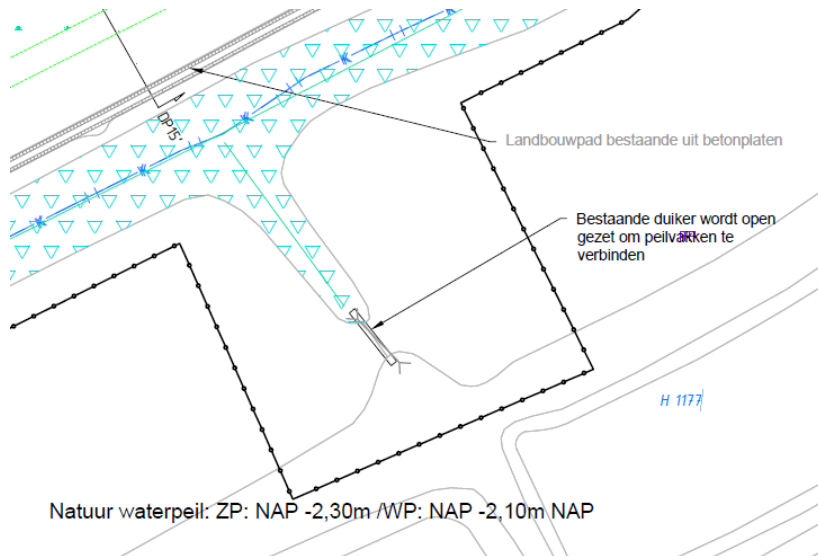 DP15'
Landbouwpad bestaande uit betonplaten
Bestaande duiker wordt open
gezet om peilvakken te
verbinden
H 1177
Natuur waterpeil: ZP: NAP -2,30m /WP: NAP -2,10m NAP